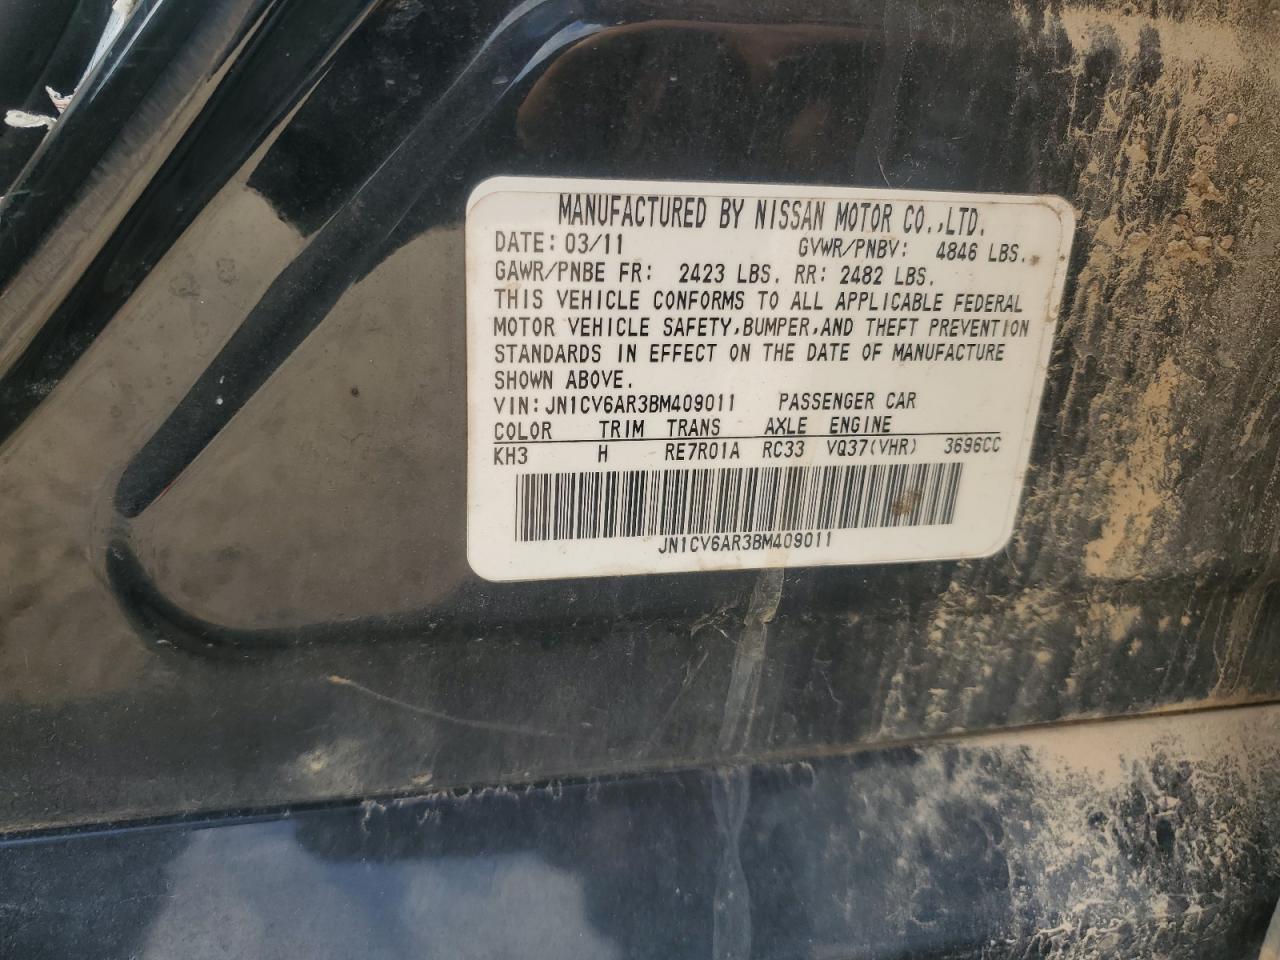 MANUFACTURED BY NISSAN MOTOR CO.,LTD.
DATE: 03/11 GVWR/PNBV: 4846 LBS.
GAWR/PNBE FR: 2423 LBS. RR: 2482 LBS.
THIS VEHICLE CONFORMS TO ALL APPLICABLE FEDERAL
MOTOR VEHICLE SAFETY,BUMPER,AND THEFT PREVENTION
STANDARDS IN EFFECT ON THE DATE OF MANUFACTURE
SHOWN ABOVE.
VIN: JN1CV6AR3BM409011 PASSENGER CAR
COLOR TRIM TRANS AXLE ENGINE
KH3 H RE7R01A RC33 VQ37(VHR) 3696CC
JN1CV6AR3BM409011